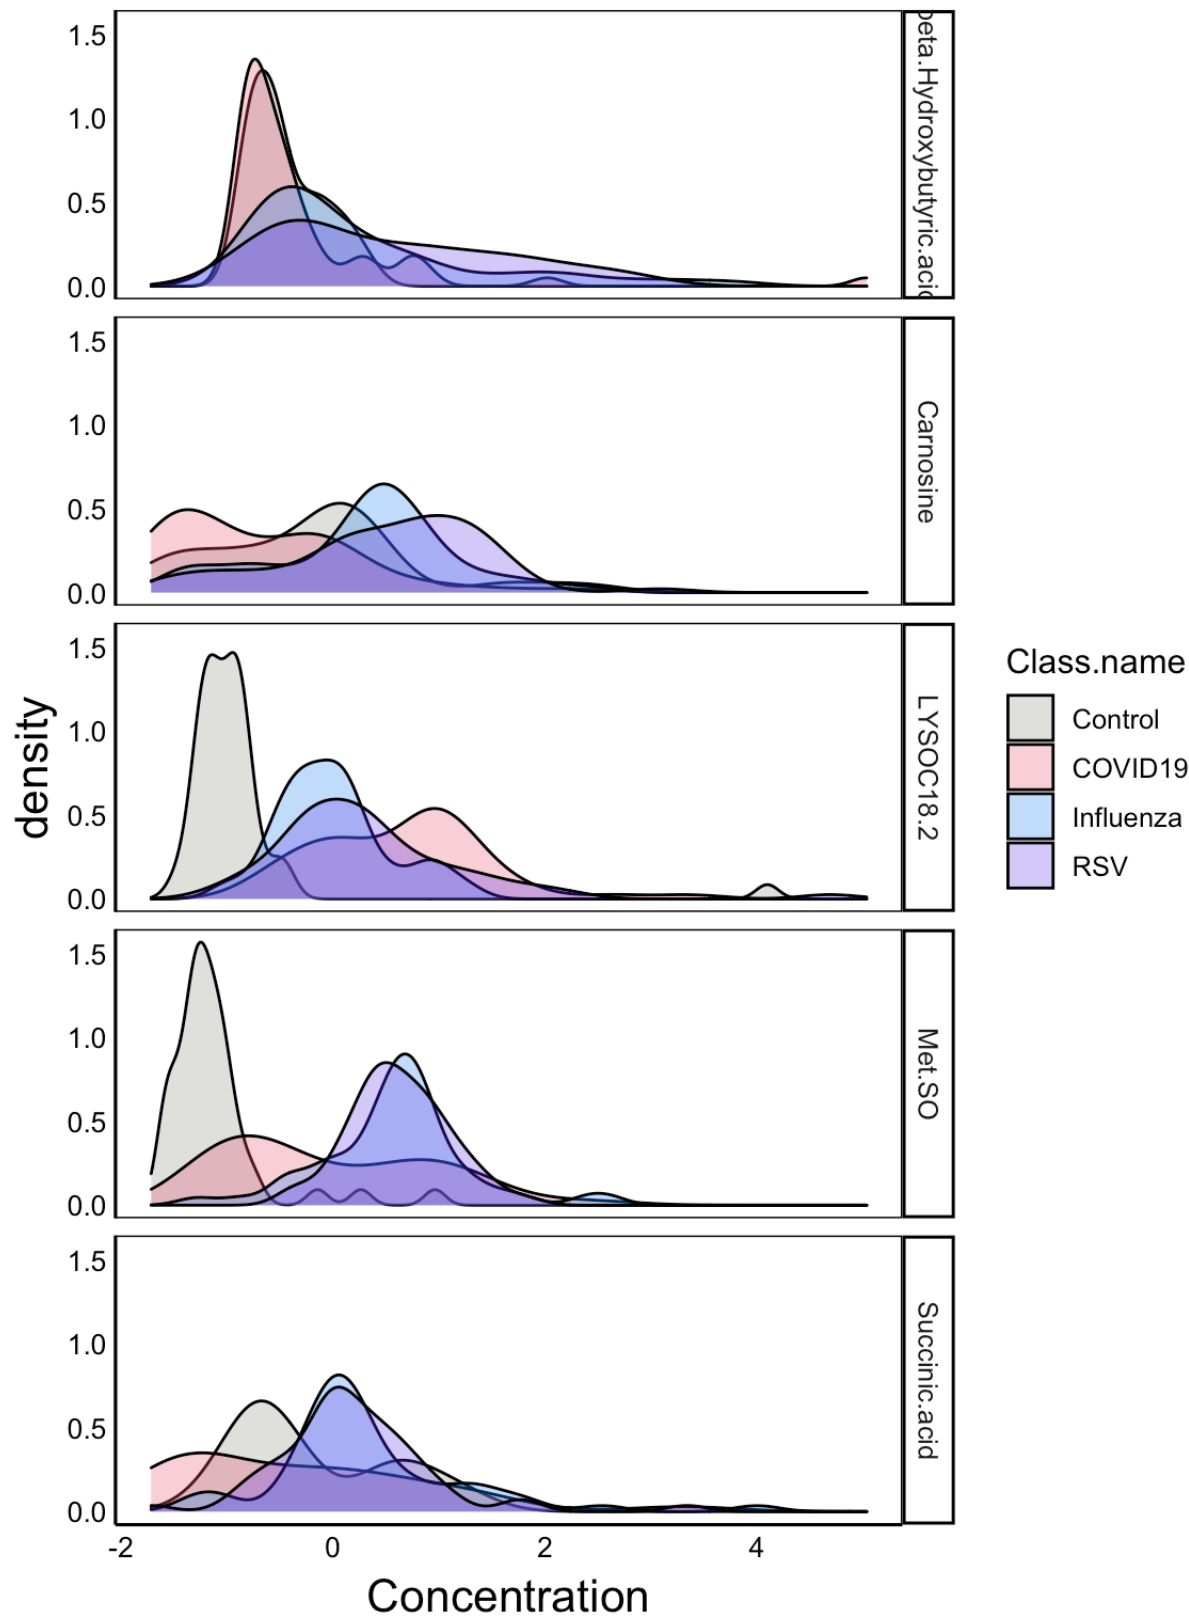 1.5
1.0
0.5
0.0
beta.Hydroxybutyric.acid
1.5
1.0
0.5
0.0
Carnosine
1.5
1.0
0.5
0.0
LYSOC18.2
1.5
1.0
0.5
0.0
Met.SO
1.5
1.0
0.5
0.0
Succinic.acid
-2
0
2
4
density
Concentration
Class.name
Control
COVID19
Influenza
RSV